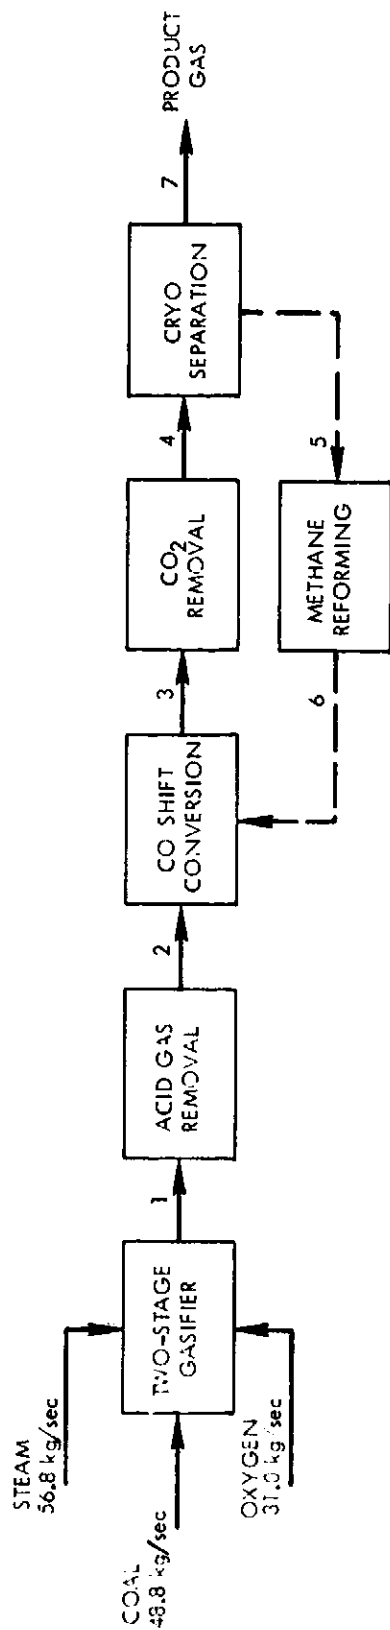 STEAM
56.8 kg/sec
COAL
48.8 kg/sec
OXYGEN
31.0 kg/sec
TWO-STAGE
GASIFIER
1
ACID GAS
REMOVAL
2
CO SHIFT
CONVERSION
3
CO2
REMOVAL
4
CRYO
SEPARATION
7
PRODUCT
GAS
5
METHANE
REFORMING
6